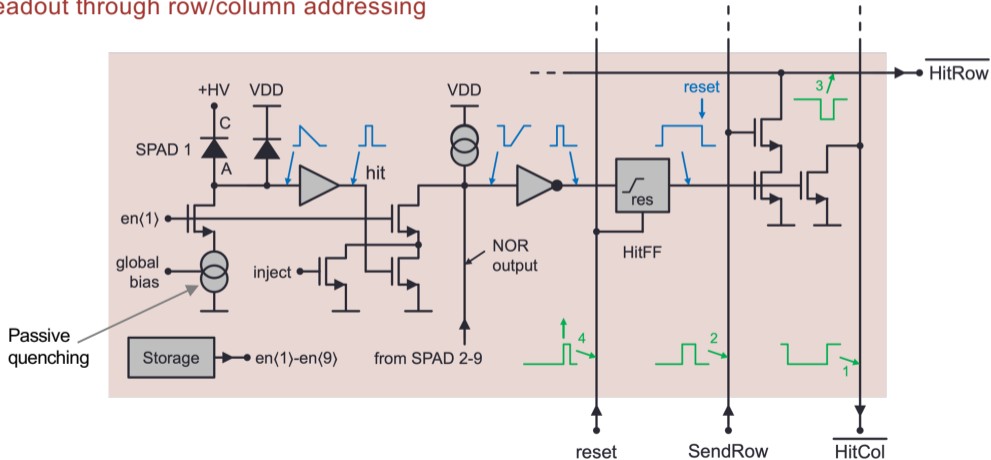 eadout through row/column addressing
HitRow
+HV VDD
VDD
reset
3
C
SPAD 1
A
hit
en⟨1⟩
res
HitFF
global
bias
inject
NOR
output
Passive
quenching
Storage
en⟨1⟩-en⟨9⟩
from SPAD 2-9
4
2
1
reset
SendRow
HitCol